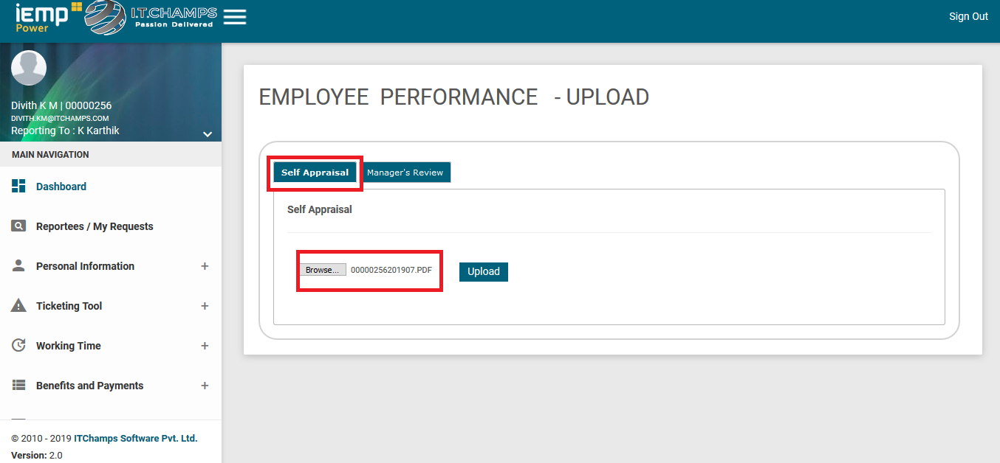 iEMP
Power
I.T.CHAMPS
Passion Delivered
Sign Out
Divith K M | 00000256
DIVITH.KM@ITCHAMPS.COM
Reporting To : K Karthik
MAIN NAVIGATION
Dashboard
Reportees / My Requests
Personal Information +
Ticketing Tool +
Working Time +
Benefits and Payments +
© 2010 - 2019 ITChamps Software Pvt. Ltd.
Version: 2.0
EMPLOYEE PERFORMANCE - UPLOAD
Self Appraisal Manager's Review
Self Appraisal
Browse... 00000256201907.PDF Upload